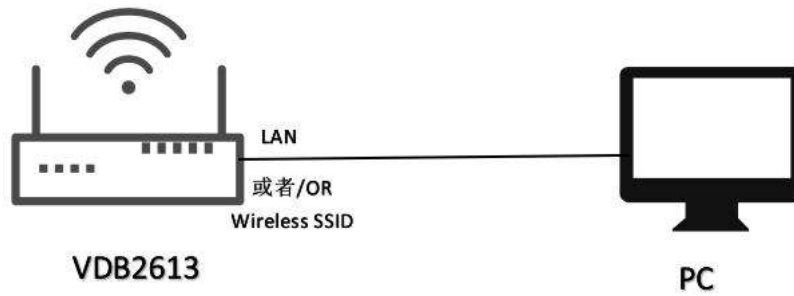 LAN
或者/OR
Wireless SSID
VDB2613
PC